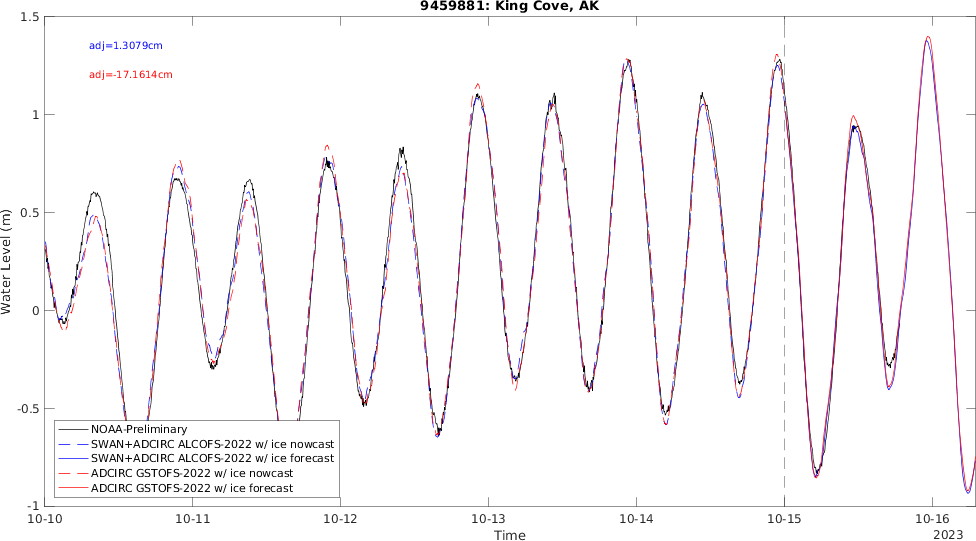 9459881: King Cove, AK
adj=1.3079cm
adj=-17.1614cm
Water Level (m)
1.5
1
0.5
0
-0.5
-1
NOAA-Preliminary
SWAN+ADCIRC ALCOFS-2022 w/ ice nowcast
SWAN+ADCIRC ALCOFS-2022 w/ ice forecast
ADCIRC GSTOFS-2022 w/ ice nowcast
ADCIRC GSTOFS-2022 w/ ice forecast
10-10 10-11 10-12 10-13 10-14 10-15 10-16
Time
2023